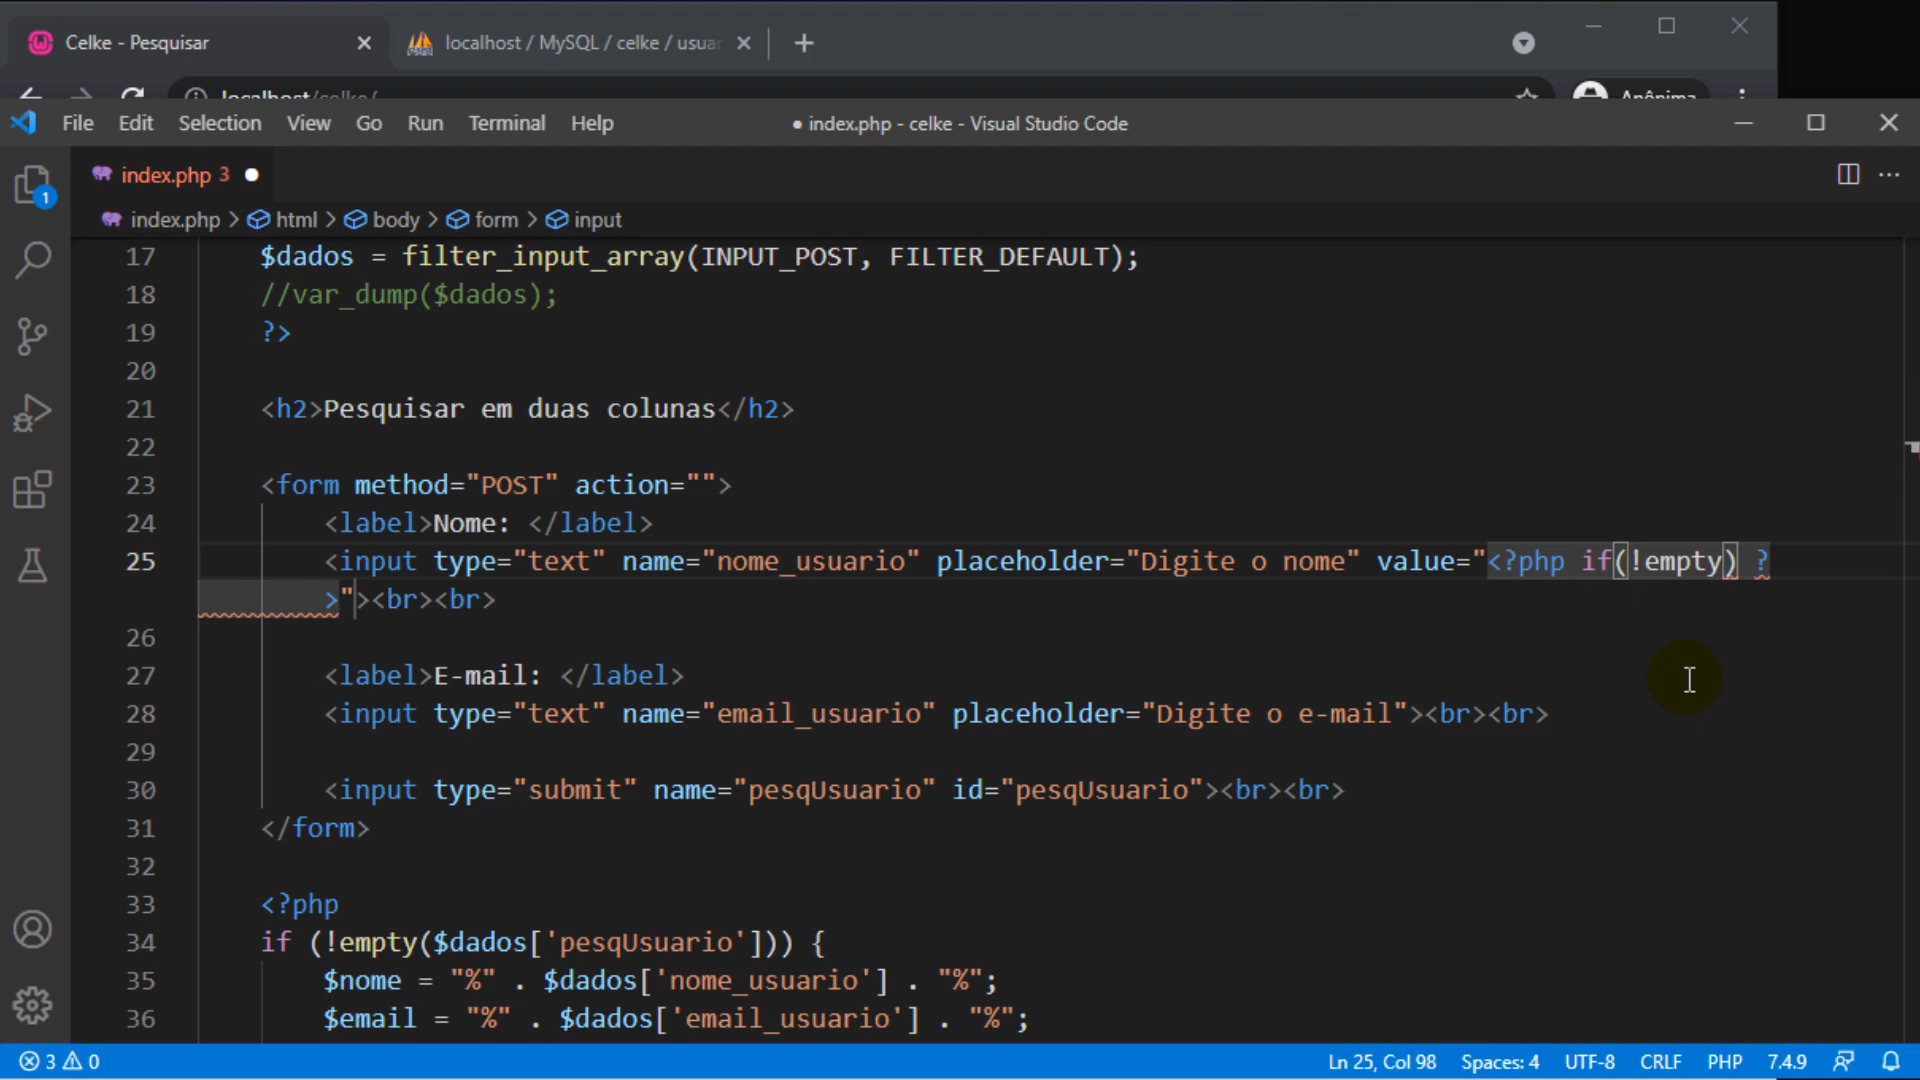 Celke - Pesquisar
localhost / MySQL / celke / usuar
localhost/celke/
Anônima
File Edit Selection View Go Run Terminal Help
● index.php - celke - Visual Studio Code
index.php 3
index.php > html > body > form > input
1
17 $dados = filter_input_array(INPUT_POST, FILTER_DEFAULT);
18 //var_dump($dados);
19 ?>
20
21 <h2>Pesquisar em duas colunas</h2>
22
23 <form method="POST" action="">
24 <label>Nome: </label>
25 <input type="text" name="nome_usuario" placeholder="Digite o nome" value="<?php if(!empty) ?
>"><br><br>
26
27 <label>E-mail: </label>
28 <input type="text" name="email_usuario" placeholder="Digite o e-mail"><br><br>
29
30 <input type="submit" name="pesqUsuario" id="pesqUsuario"><br><br>
31 </form>
32
33 <?php
34 if (!empty($dados['pesqUsuario'])) {
35 $nome = "%" . $dados['nome_usuario'] . "%";
36 $email = "%" . $dados['email_usuario'] . "%";
3 0 Ln 25, Col 98 Spaces: 4 UTF-8 CRLF PHP 7.4.9